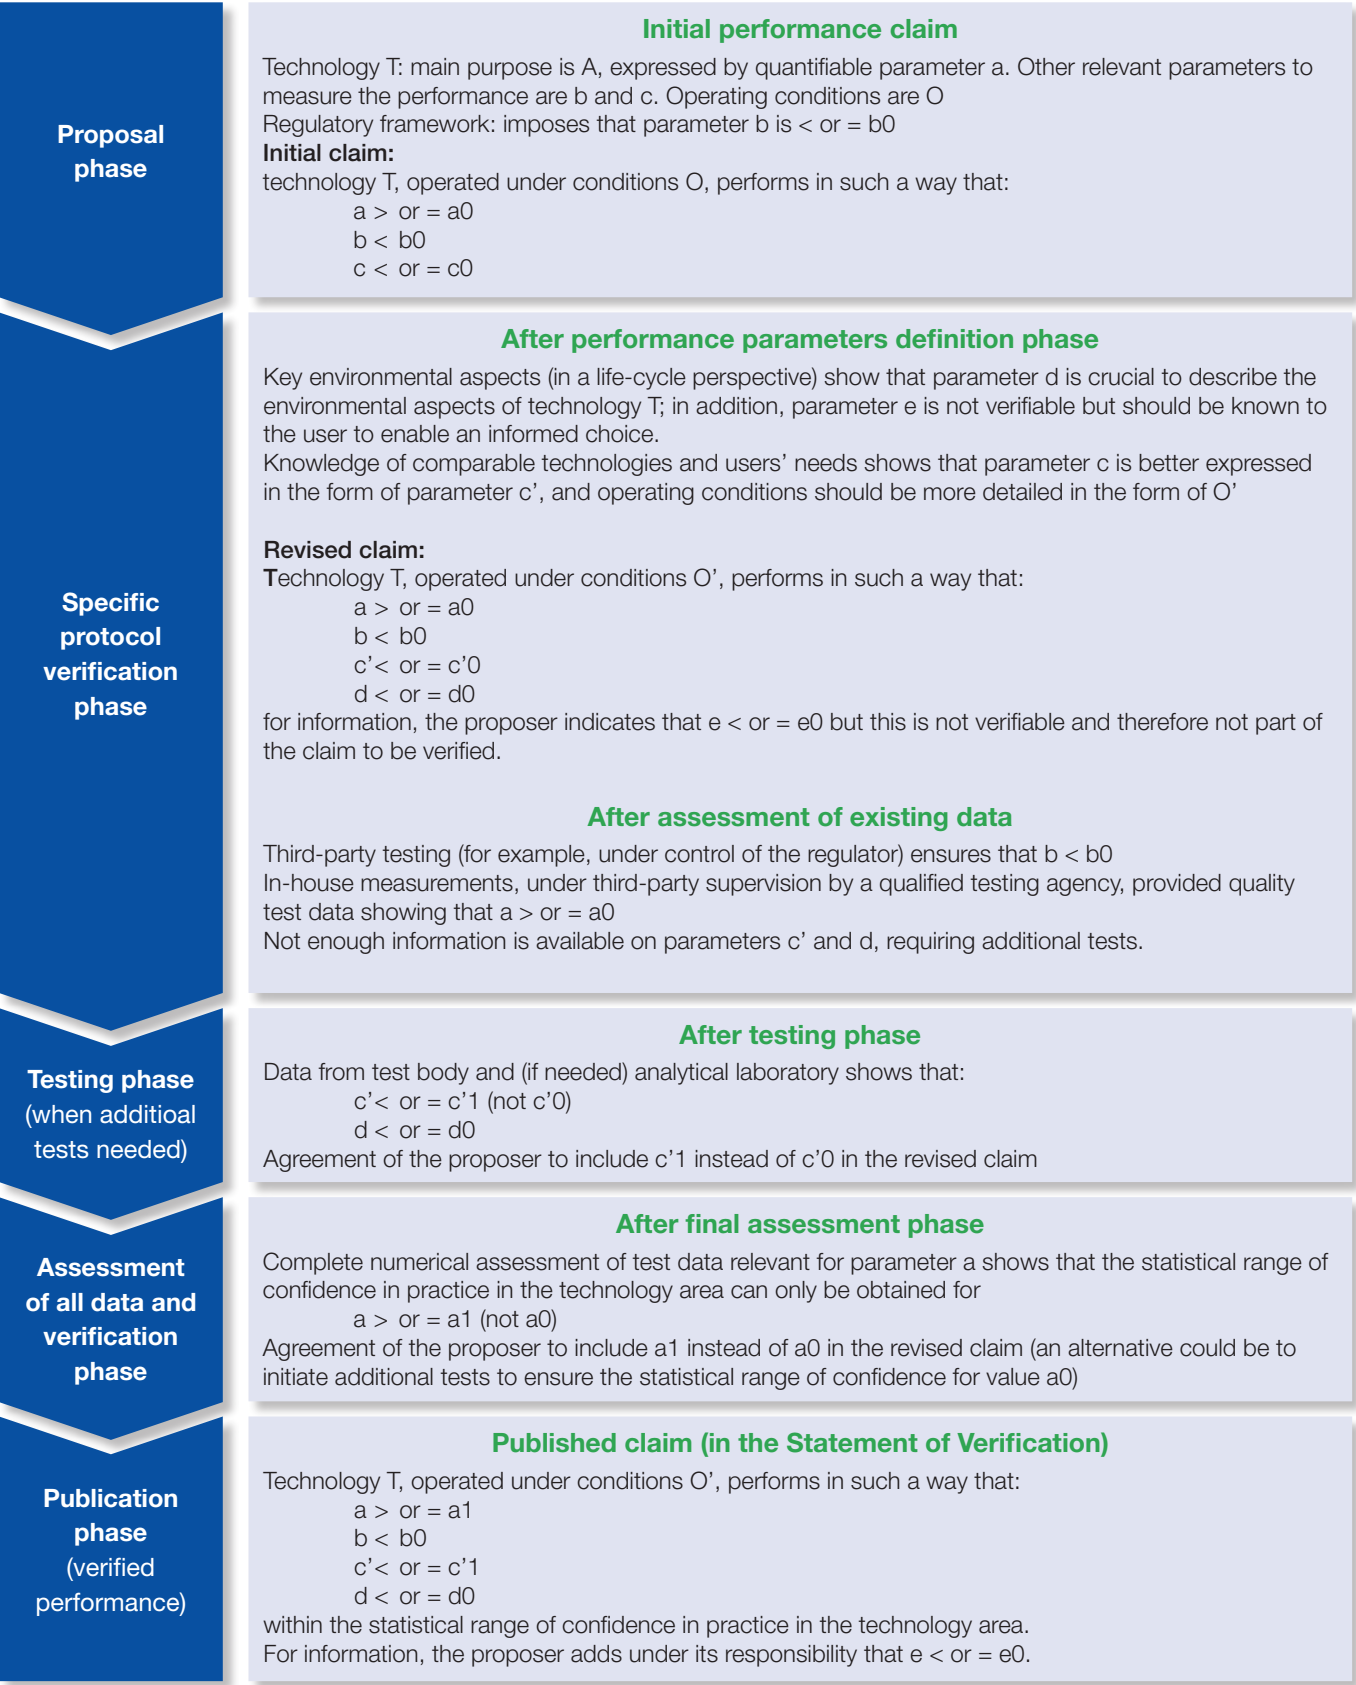 Proposal
phase
Initial performance claim
Technology T: main purpose is A, expressed by quantifiable parameter a. Other relevant parameters to
measure the performance are b and c. Operating conditions are O
Regulatory framework: imposes that parameter b is < or = b0
Initial claim:
technology T, operated under conditions O, performs in such a way that:
a > or = a0
b < b0
c < or = c0
Specific
protocol
verification
phase
After performance parameters definition phase
Key environmental aspects (in a life-cycle perspective) show that parameter d is crucial to describe the
environmental aspects of technology T; in addition, parameter e is not verifiable but should be known to
the user to enable an informed choice.
Knowledge of comparable technologies and users’ needs shows that parameter c is better expressed
in the form of parameter c’, and operating conditions should be more detailed in the form of O’
Revised claim:
Technology T, operated under conditions O’, performs in such a way that:
a > or = a0
b < b0
c’< or = c’0
d < or = d0
for information, the proposer indicates that e < or = e0 but this is not verifiable and therefore not part of
the claim to be verified.
After assessment of existing data
Third-party testing (for example, under control of the regulator) ensures that b < b0
In-house measurements, under third-party supervision by a qualified testing agency, provided quality
test data showing that a > or = a0
Not enough information is available on parameters c’ and d, requiring additional tests.
Testing phase
(when additioal
tests needed)
After testing phase
Data from test body and (if needed) analytical laboratory shows that:
c’< or = c’1 (not c’0)
d < or = d0
Agreement of the proposer to include c’1 instead of c’0 in the revised claim
Assessment
of all data and
verification
phase
After final assessment phase
Complete numerical assessment of test data relevant for parameter a shows that the statistical range of
confidence in practice in the technology area can only be obtained for
a > or = a1 (not a0)
Agreement of the proposer to include a1 instead of a0 in the revised claim (an alternative could be to
initiate additional tests to ensure the statistical range of confidence for value a0)
Publication
phase
(verified
performance)
Published claim (in the Statement of Verification)
Technology T, operated under conditions O’, performs in such a way that:
a > or = a1
b < b0
c’< or = c’1
d < or = d0
within the statistical range of confidence in practice in the technology area.
For information, the proposer adds under its responsibility that e < or = e0.